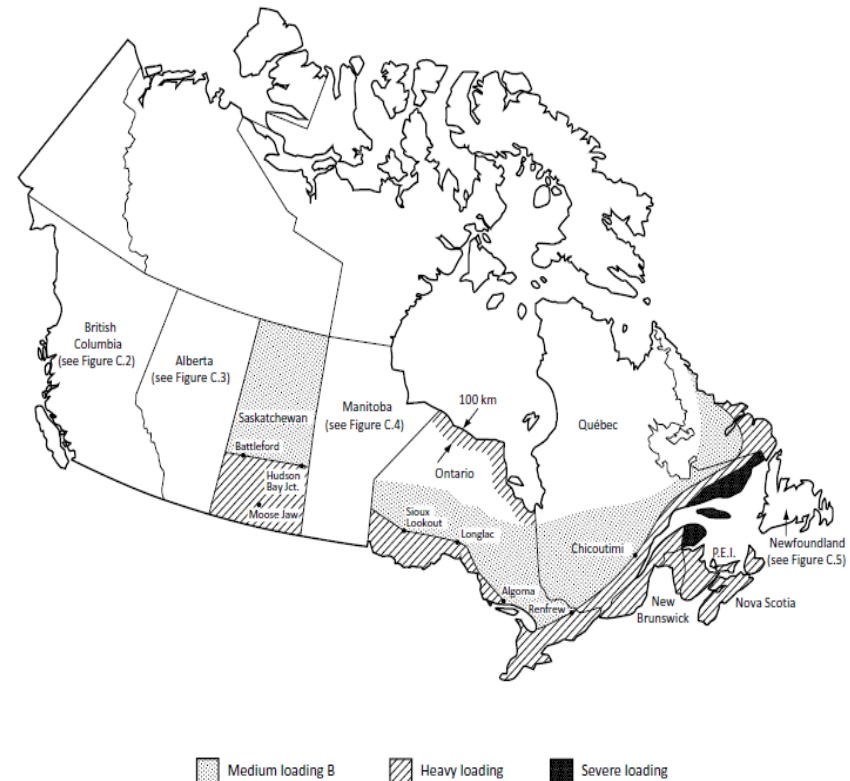 British
Columbia
(see Figure C.2)
Alberta
(see Figure C.3)
Saskatchewan
Battleford
Hudson
Bay Jct.
Moose Jaw
Manitoba
(see Figure C.4)
100 km
Ontario
Sioux
Lookout
Longlac
Algoma
Renfrew
Québec
Chicoutimi
P.E.I.
New
Brunswick
Nova Scotia
Newfoundland
(see Figure C.5)
Medium loading B
Heavy loading
Severe loading